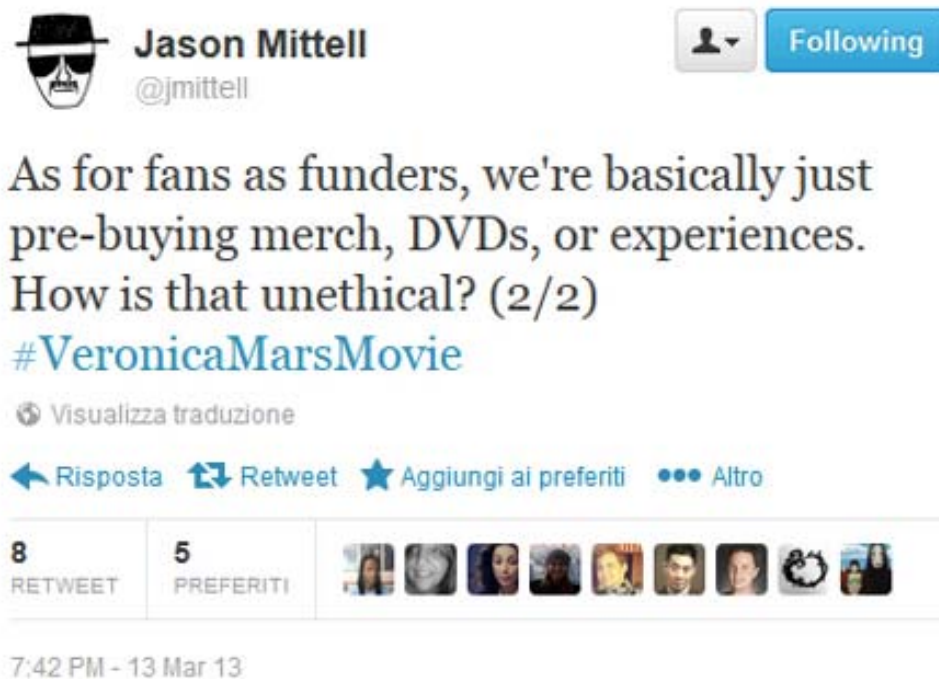 Jason Mittell
@jmittell
Following
As for fans as funders, we're basically just
pre-buying merch, DVDs, or experiences.
How is that unethical? (2/2)
#VeronicaMarsMovie
Visualizza traduzione
Risposta Retweet Aggiungi ai preferiti Altro
8 5
RETWEET PREFERITI
7:42 PM - 13 Mar 13